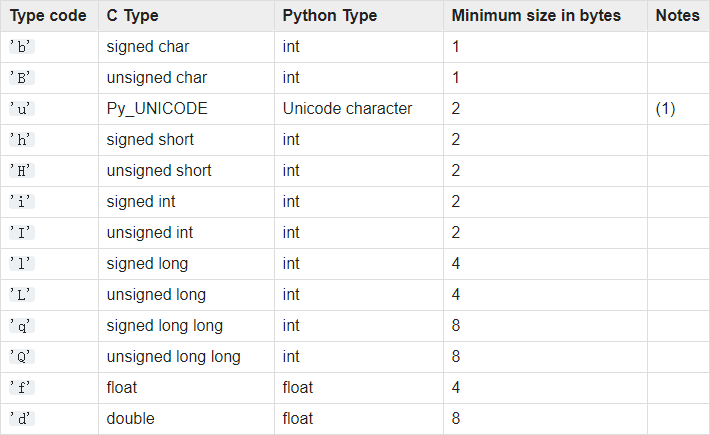 Type code C Type Python Type Minimum size in bytes Notes
’b’ signed char int 1
’B’ unsigned char int 1
’u’ Py_UNICODE Unicode character 2 (1)
’h’ signed short int 2
’H’ unsigned short int 2
’i’ signed int int 2
’I’ unsigned int int 2
’l’ signed long int 4
’L’ unsigned long int 4
’q’ signed long long int 8
’Q’ unsigned long long int 8
’f’ float float 4
’d’ double float 8